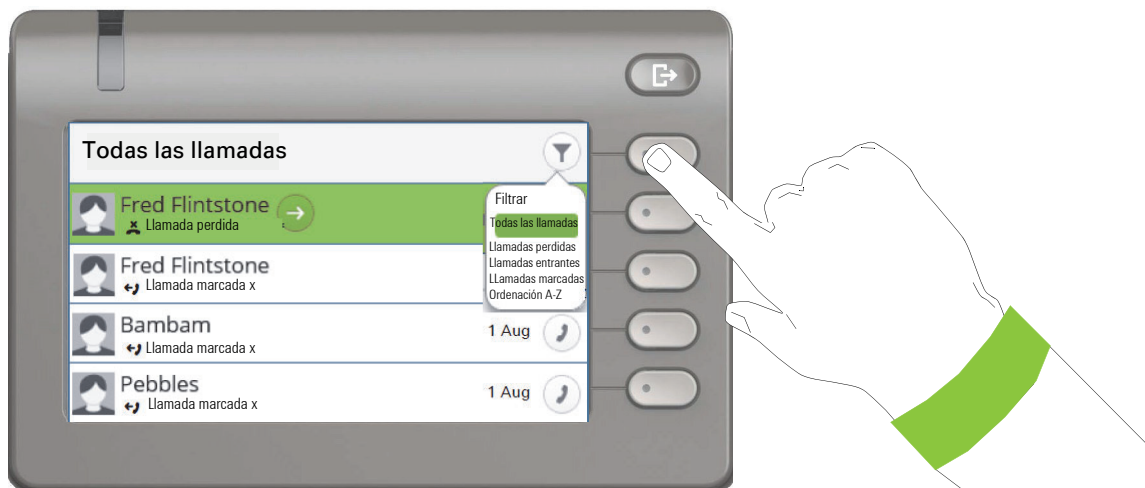 Todas las llamadas
Fred Flintstone
Llamada perdida
Filtrar
Todas las llamadas
Llamadas perdidas
Llamadas entrantes
LLamadas marcadas
Ordenación A-Z
Fred Flintstone
Llamada marcada x
Bambam
Llamada marcada x
1 Aug
Pebbles
Llamada marcada x
1 Aug